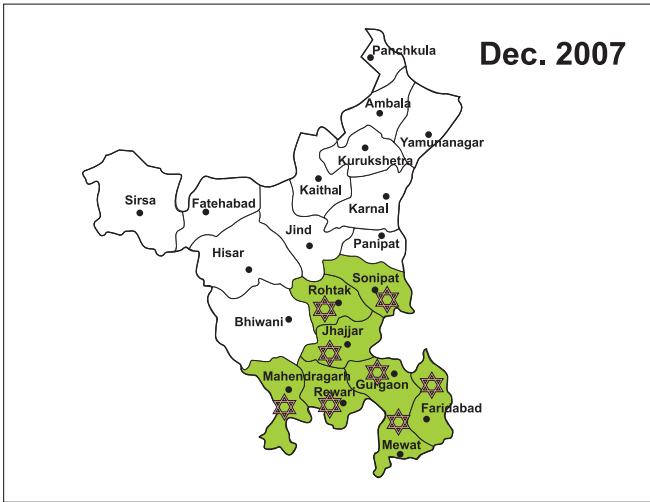 Panchkula
Dec. 2007
Ambala
Yamunanagar
Kurukshetra
Kaithal
Karnal
Sirsa
Fatehabad
Jind
Panipat
Hisar
Sonipat
Rohtak
Bhiwani
Jhajjar
Mahendragarh
Gurgaon
Rewari
Faridabad
Mewat